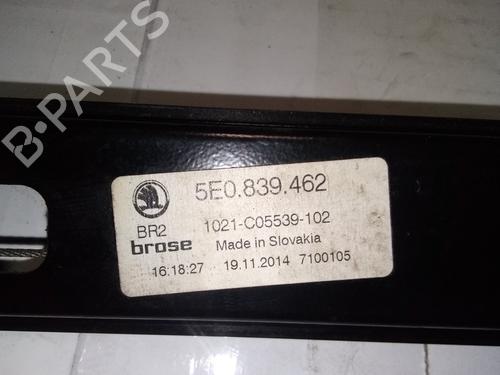 B-PARTS
5E0.839.462
BR2
1021-C05539-102
brose
Made in Slovakia
16:18:27 19.11.2014 7100105